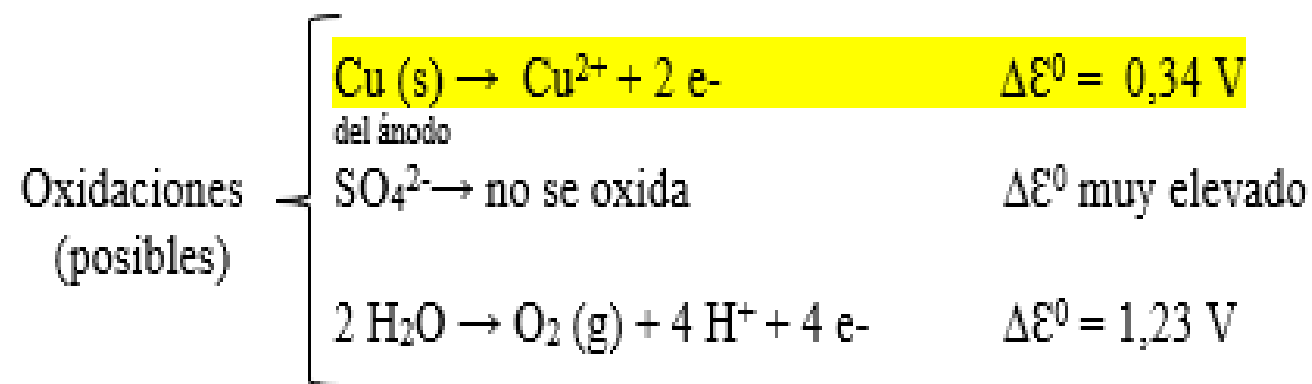 Cu (s) → Cu²⁺ + 2 e- ΔƐ⁰ = 0,34 V
del ánodo
Oxidaciones
(posibles)
SO₄²⁻→ no se oxida ΔƐ⁰ muy elevado
2 H₂O → O₂ (g) + 4 H⁺ + 4 e- ΔƐ⁰ = 1,23 V